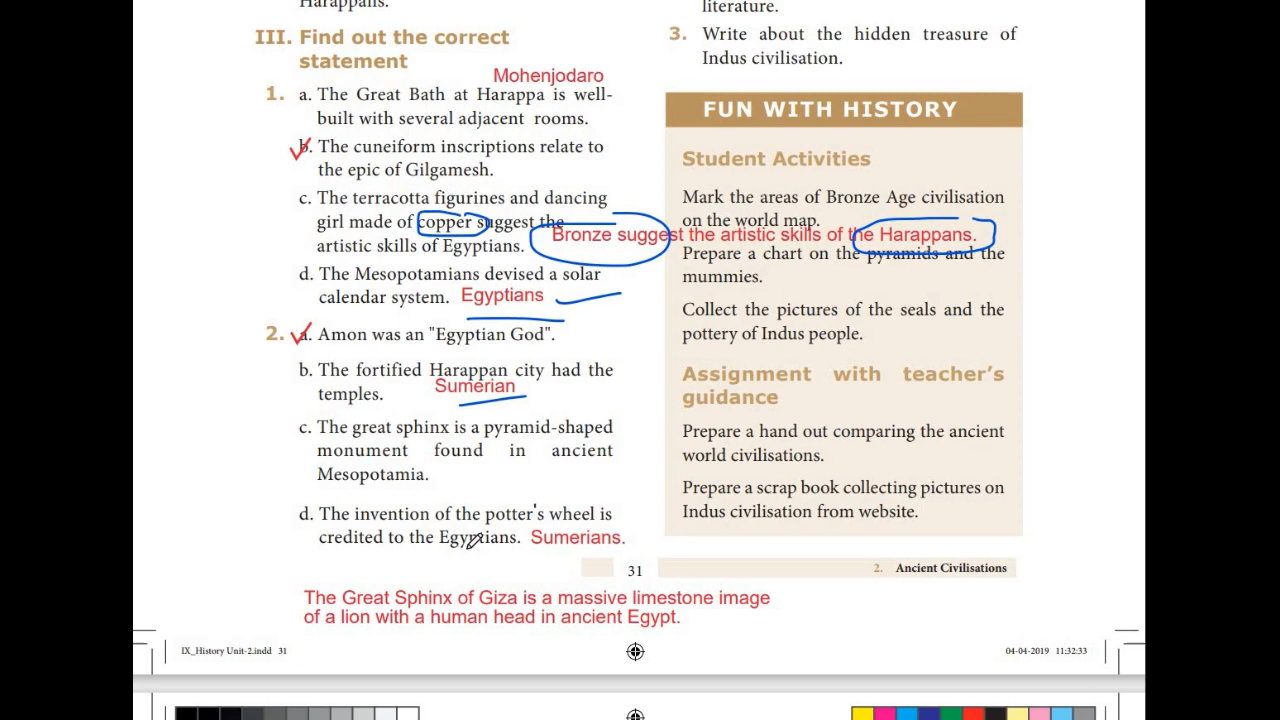 Harappans.
III. Find out the correct
statement
Mohenjodaro
1. a. The Great Bath at Harappa is well-
built with several adjacent rooms.
b. The cuneiform inscriptions relate to
the epic of Gilgamesh.
c. The terracotta figurines and dancing
girl made of copper suggest the
artistic skills of Egyptians.
Bronze suggest the artistic skills of the Harappans.
d. The Mesopotamians devised a solar
calendar system. Egyptians
2. a. Amon was an "Egyptian God".
b. The fortified Harappan city had the
temples. Sumerian
c. The great sphinx is a pyramid-shaped
monument found in ancient
Mesopotamia.
d. The invention of the potter's wheel is
credited to the Egyptians. Sumerians.
literature.
3. Write about the hidden treasure of
Indus civilisation.
FUN WITH HISTORY
Student Activities
Mark the areas of Bronze Age civilisation
on the world map.
Prepare a chart on the pyramids and the
mummies.
Collect the pictures of the seals and the
pottery of Indus people.
Assignment with teacher's
guidance
Prepare a hand out comparing the ancient
world civilisations.
Prepare a scrap book collecting pictures on
Indus civilisation from website.
31
2. Ancient Civilisations
The Great Sphinx of Giza is a massive limestone image
of a lion with a human head in ancient Egypt.
IX_History Unit-2.indd 31
04-04-2019 11:32:33